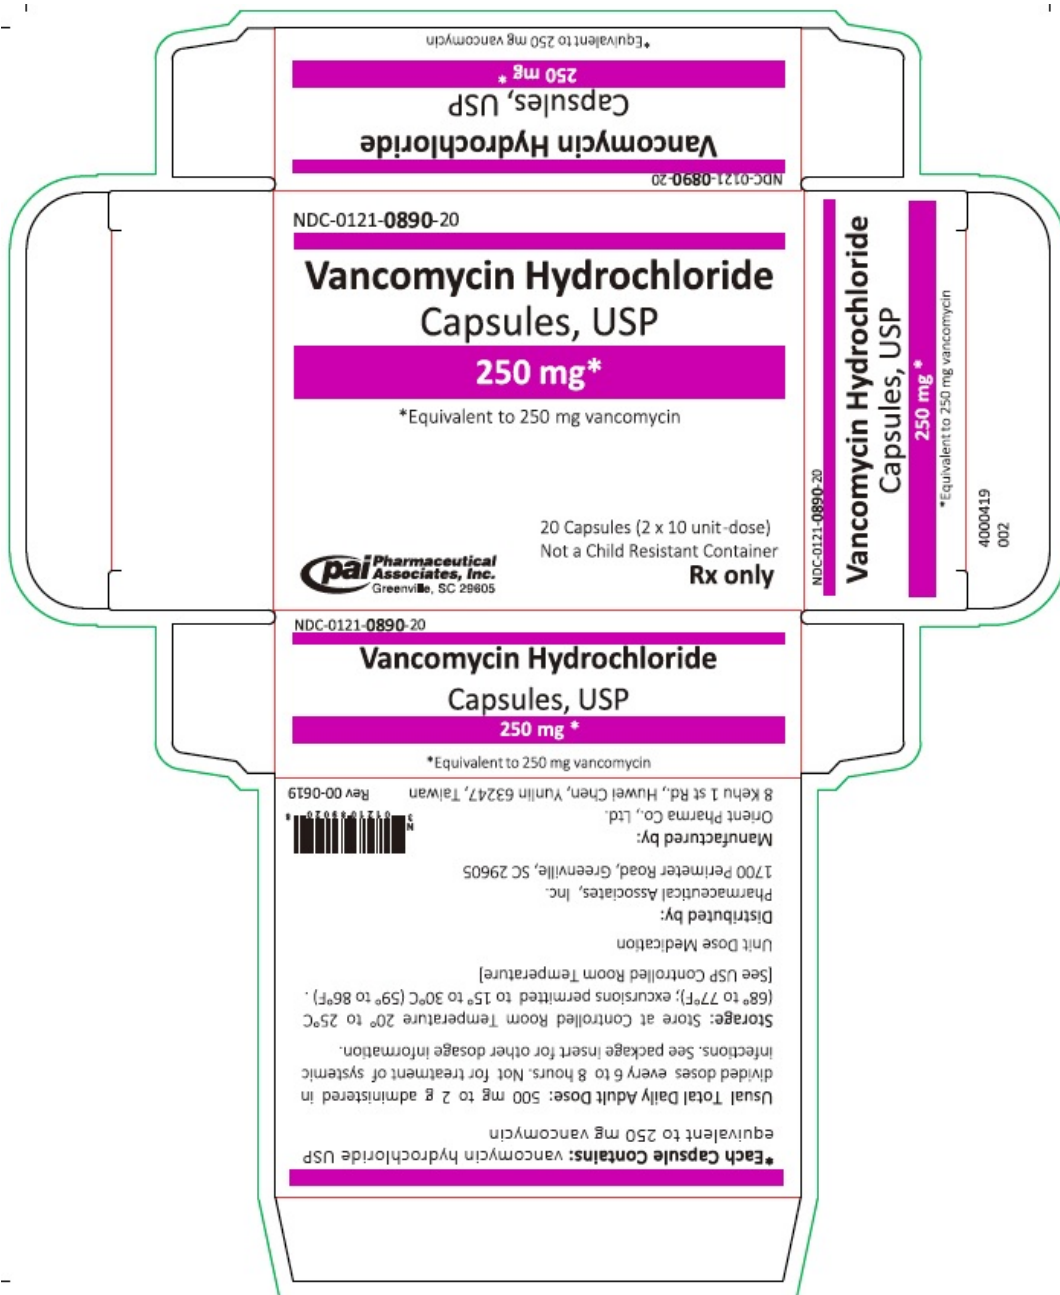 *Equivalent to 250 mg vancomycin
250 mg *
Capsules, USP
Vancomycin Hydrochloride
NDC-0121-0890-20
NDC-0121-0890-20
Vancomycin Hydrochloride
Capsules, USP
250 mg*
*Equivalent to 250 mg vancomycin
20 Capsules (2 x 10 unit-dose)
Not a Child Resistant Container
Rx only
pai Pharmaceutical
Associates, Inc.
Greenville, SC 29605
NDC-0121-0890-20
Vancomycin Hydrochloride
Capsules, USP
250 mg *
*Equivalent to 250 mg vancomycin
4000419
002
NDC-0121-0890-20
Vancomycin Hydrochloride
Capsules, USP
250 mg *
*Equivalent to 250 mg vancomycin
*Each Capsule Contains: vancomycin hydrochloride USP
equivalent to 250 mg vancomycin
Usual Total Daily Adult Dose: 500 mg to 2 g administered in
divided doses every 6 to 8 hours. Not for treatment of systemic
infections. See package insert for other dosage information.
Storage: Store at Controlled Room Temperature 20° to 25°C
(68° to 77°F); excursions permitted to 15° to 30°C (59° to 86°F) .
[See USP Controlled Room Temperature]
Unit Dose Medication
Distributed by:
Pharmaceutical Associates, Inc.
1700 Perimeter Road, Greenville, SC 29605
Manufactured by:
Orient Pharma Co., Ltd.
8 Kehu 1 st Rd., Huwei Chen, Yunlin 63247, Taiwan
Rev 00-0619
N
3 0121089020 8